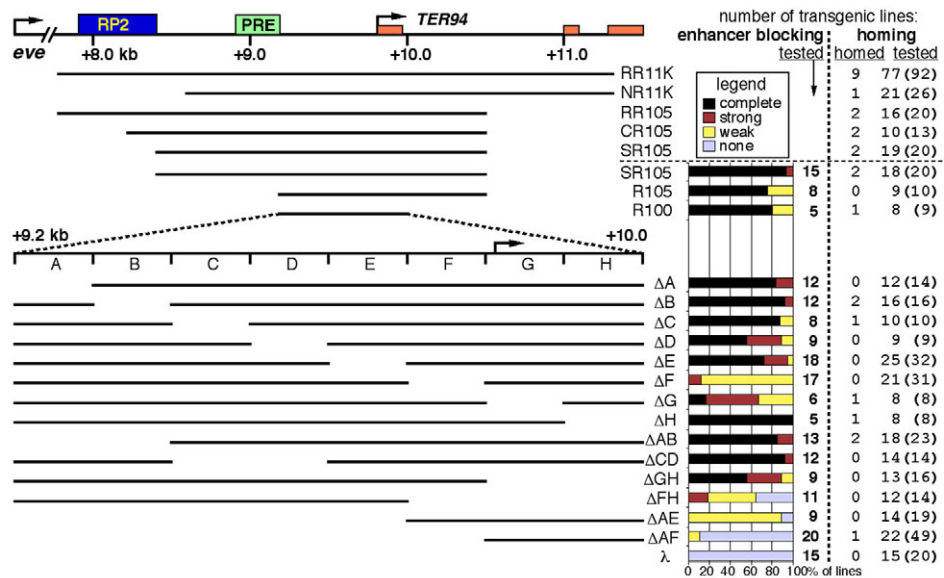 number of transgenic lines:
enhancer blocking homing
tested homed tested
RP2 PRE TER94
eve +8.0 kb +9.0 +10.0 +11.0
RR11K 9 77 (92)
NR11K 1 21 (26)
RR105 2 16 (20)
CR105 2 10 (13)
SR105 2 19 (20)
legend
complete
strong
weak
none
SR105 15 2 18 (20)
R105 8 0 9 (10)
R100 5 1 8 (9)
+9.2 kb +10.0
A B C D E F G H
ΔA 12 0 12 (14)
ΔB 12 2 16 (16)
ΔC 8 1 10 (10)
ΔD 9 0 9 (9)
ΔE 18 0 25 (32)
ΔF 17 0 21 (31)
ΔG 6 1 8 (8)
ΔH 5 1 8 (8)
ΔAB 13 2 18 (23)
ΔCD 12 0 14 (14)
ΔGH 9 0 13 (16)
ΔFH 11 0 12 (14)
ΔAE 9 0 14 (19)
ΔAF 20 1 22 (49)
λ 15 0 15 (20)
0 20 40 60 80 100% of lines